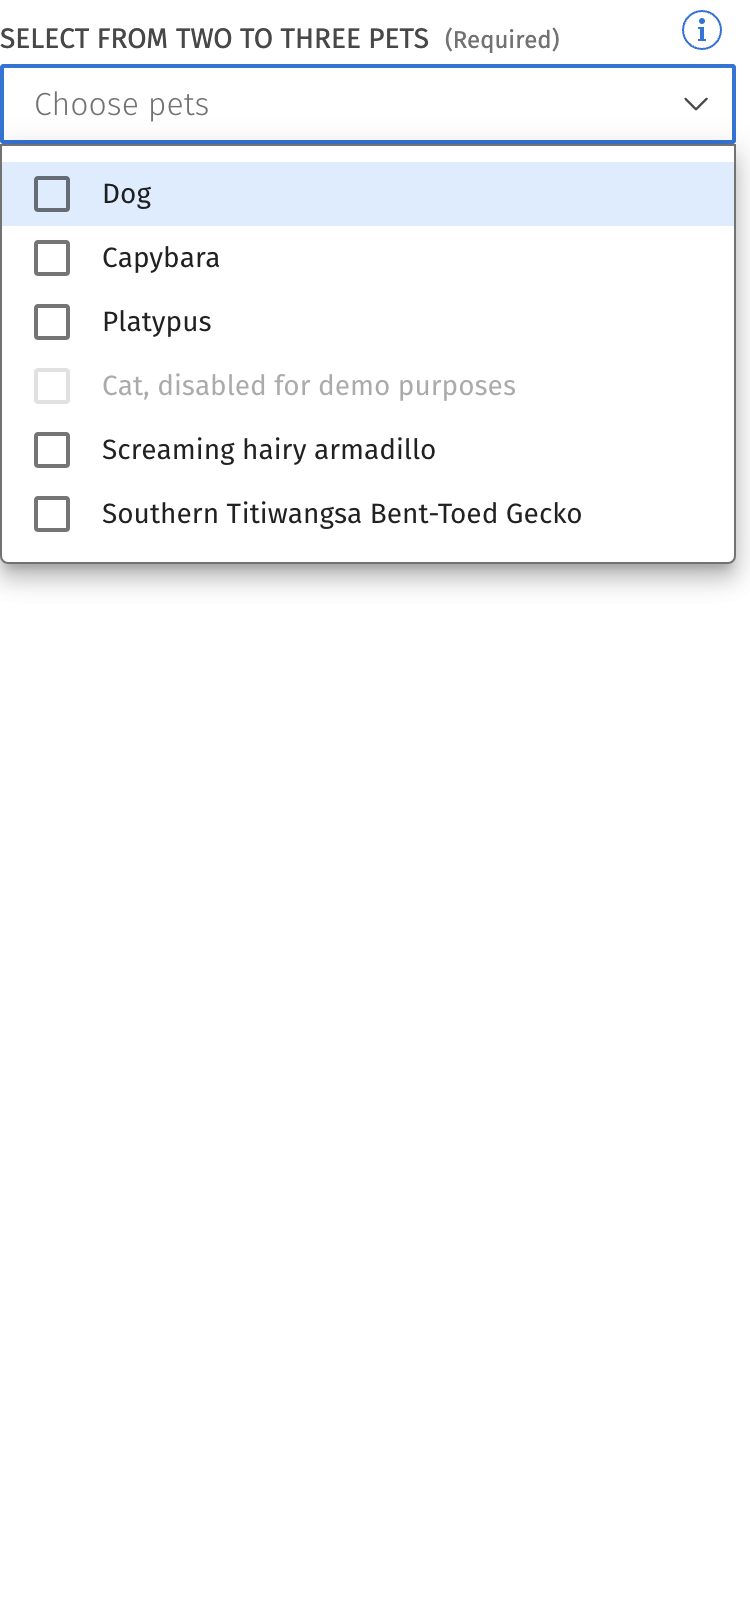 SELECT FROM TWO TO THREE PETS (Required)
Choose pets
Dog
Capybara
Platypus
Cat, disabled for demo purposes
Screaming hairy armadillo
Southern Titiwangsa Bent-Toed Gecko